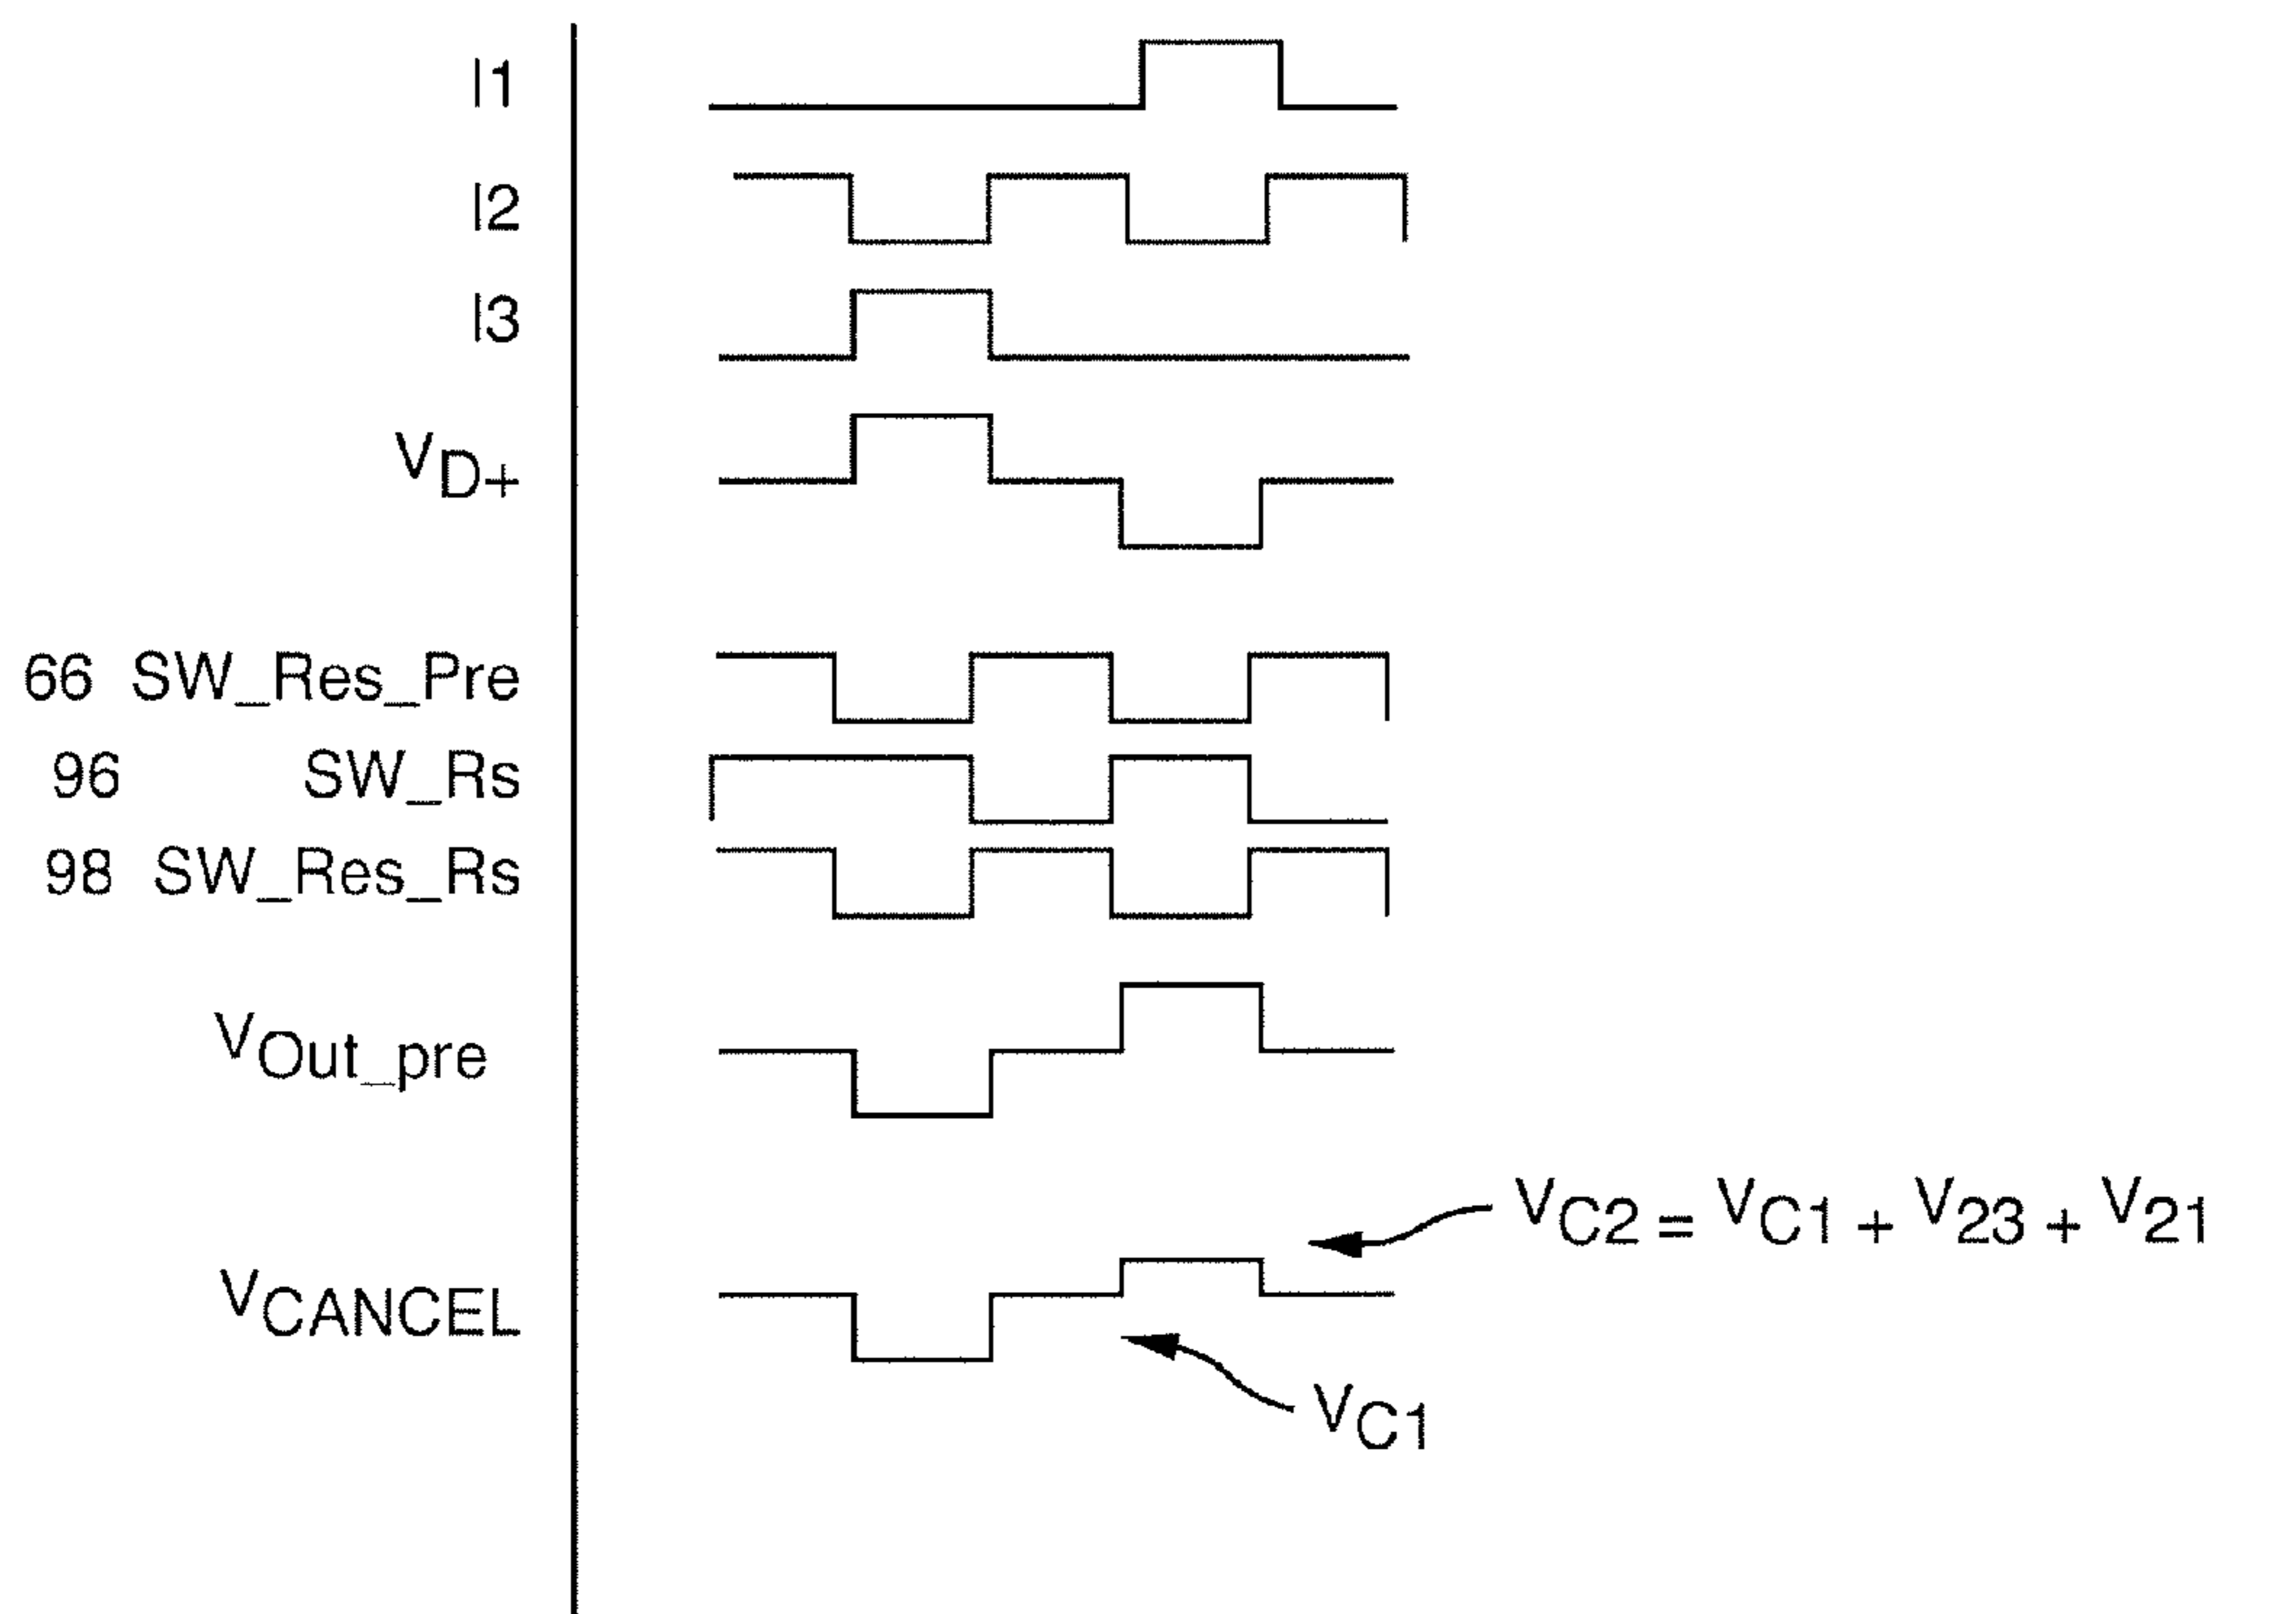 I1
I2
I3
VD+
66 SW_Res_Pre
96 SW_Rs
98 SW_Res_Rs
VOut_pre
VC2 = VC1 + V23 + V21
VCANCEL
VC1